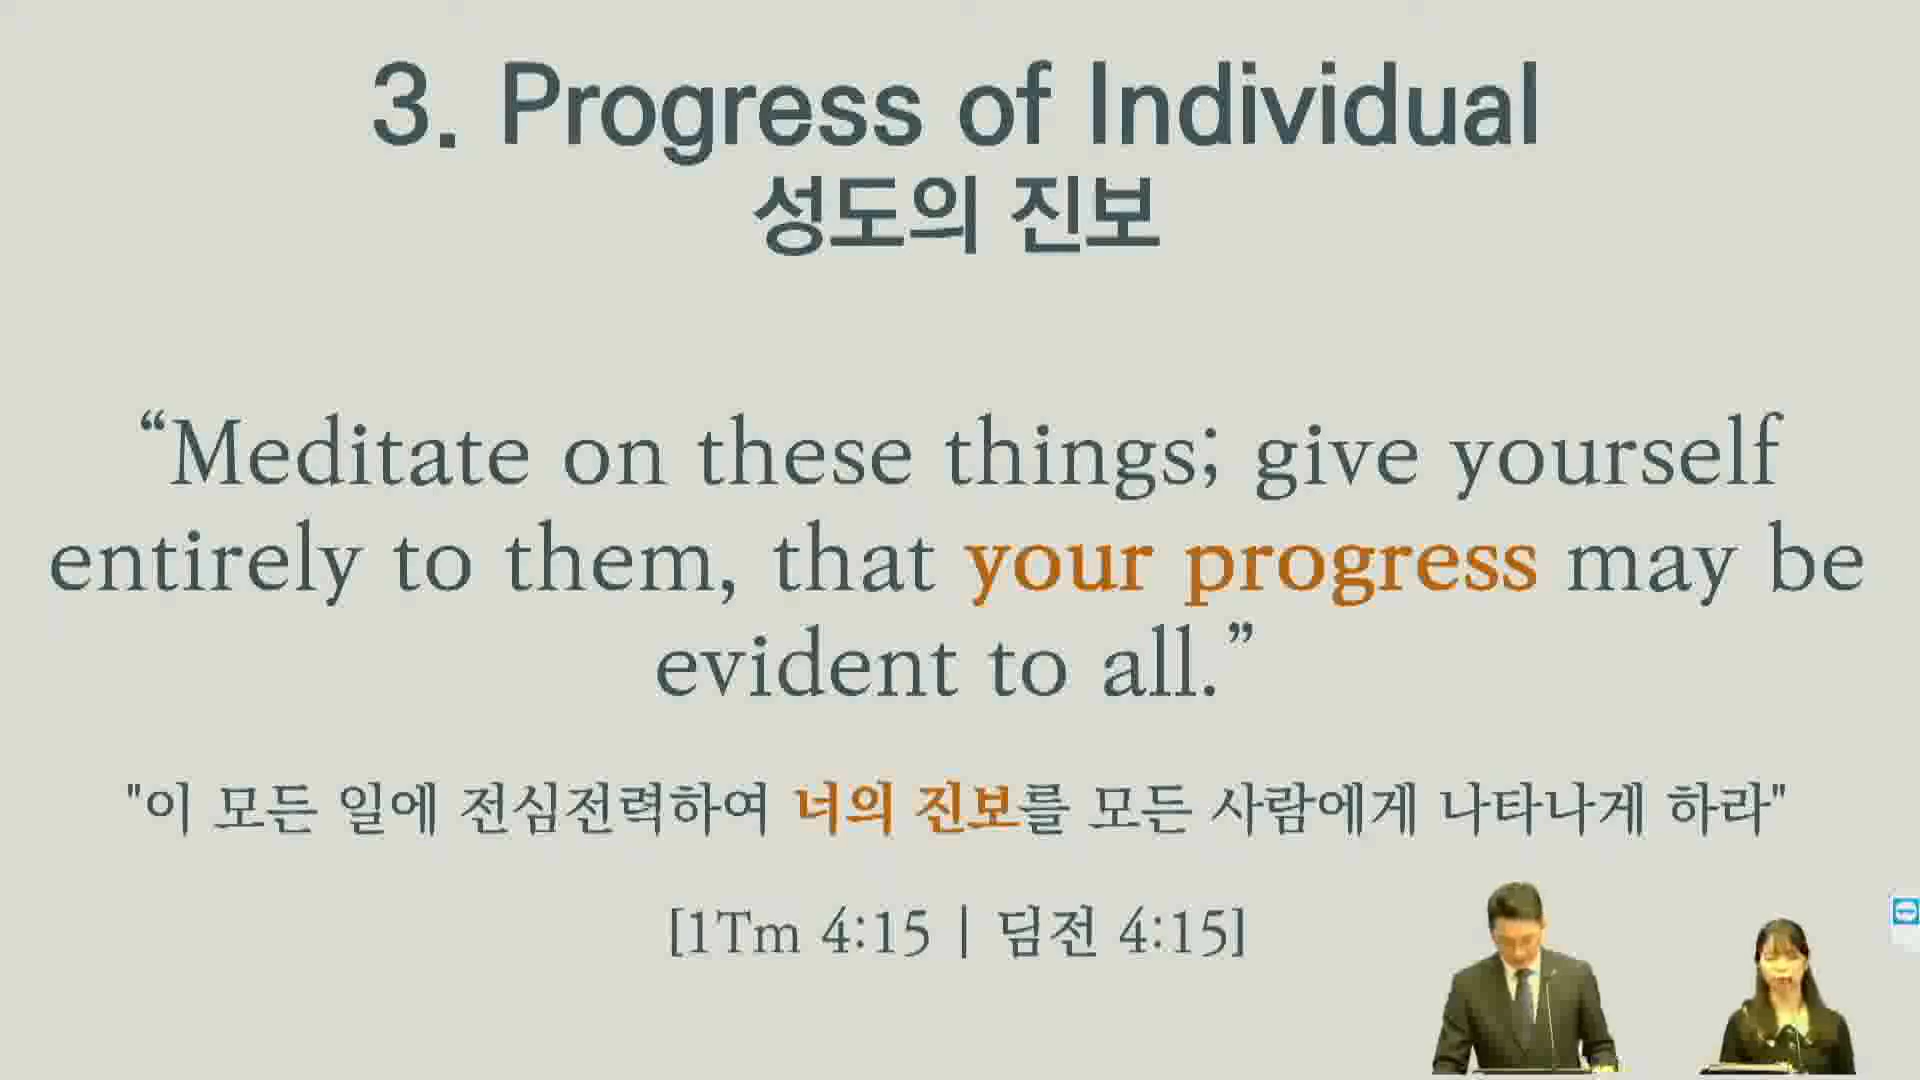 3. Progress of Individual
성도의 진보
“Meditate on these things; give yourself
entirely to them, that your progress may be
evident to all.”
"이 모든 일에 전심전력하여 너의 진보를 모든 사람에게 나타나게 하라"
[1Tm 4:15 | 딤전 4:15]